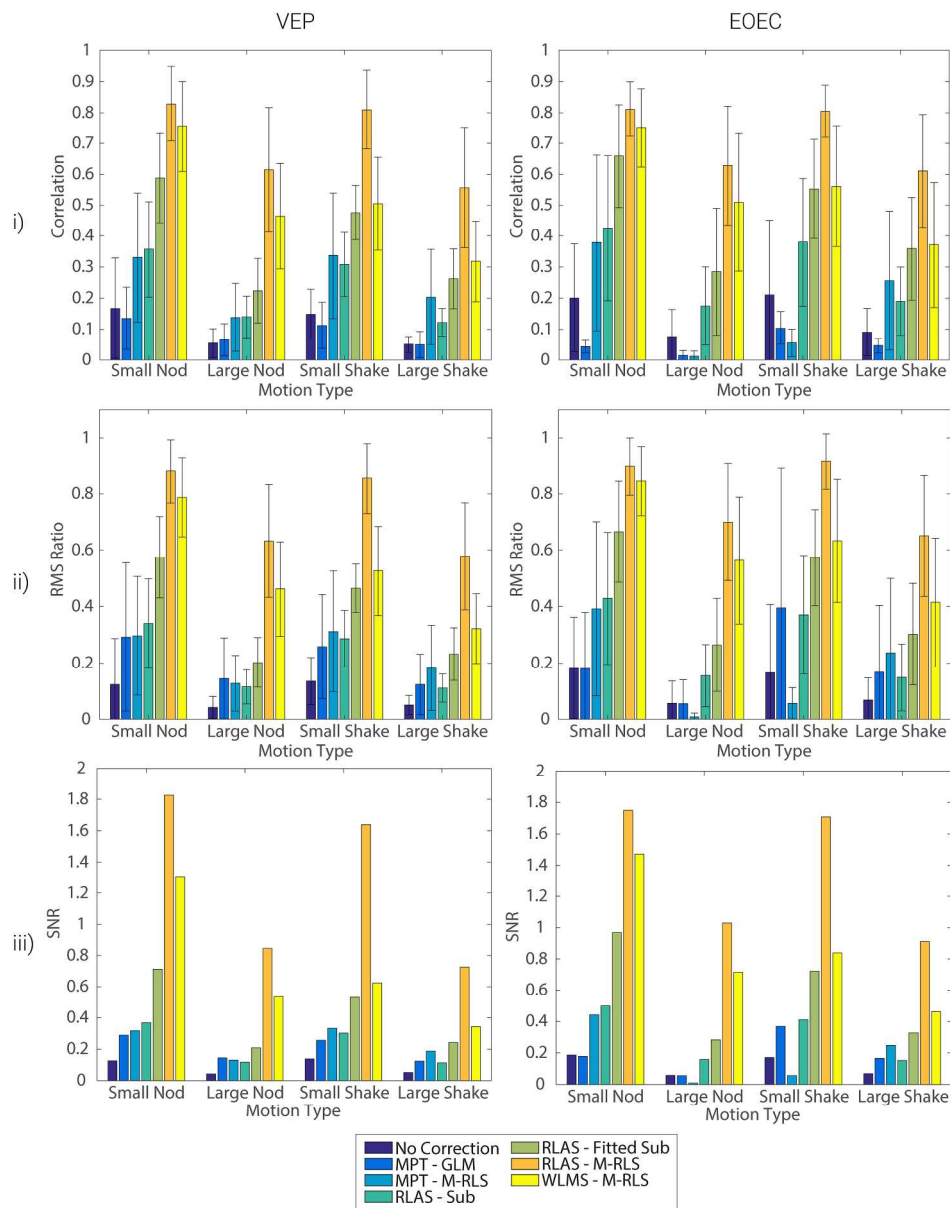 VEP
EOEC
i)
Correlation
1
0.9
0.8
0.7
0.6
0.5
0.4
0.3
0.2
0.1
0
Small Nod Large Nod Small Shake Large Shake
Motion Type
Correlation
1
0.9
0.8
0.7
0.6
0.5
0.4
0.3
0.2
0.1
0
Small Nod Large Nod Small Shake Large Shake
Motion Type
ii)
RMS Ratio
1
0.8
0.6
0.4
0.2
0
Small Nod Large Nod Small Shake Large Shake
Motion Type
RMS Ratio
1
0.8
0.6
0.4
0.2
0
Small Nod Large Nod Small Shake Large Shake
Motion Type
iii)
SNR
2
1.8
1.6
1.4
1.2
1
0.8
0.6
0.4
0.2
0
Small Nod Large Nod Small Shake Large Shake
Motion Type
SNR
2
1.8
1.6
1.4
1.2
1
0.8
0.6
0.4
0.2
0
Small Nod Large Nod Small Shake Large Shake
Motion Type
No Correction
MPT - GLM
MPT - M-RLS
RLAS - Sub
RLAS - Fitted Sub
RLAS - M-RLS
WLMS - M-RLS